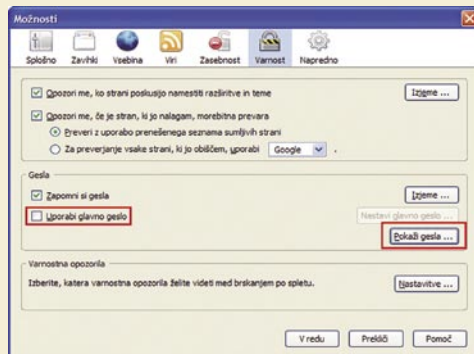 Možnosti
Splošno Zavihki Vsebina Viri Zasebnost Varnost Napredno
Opozori me, ko strani poskusijo namestiti razširitve in teme Izjeme ...
Opozori me, če je stran, ki jo nalagam, morebitna prevara
Preveri z uporabo prenešenega seznama sumljivih strani
Za preverjanje vsake strani, ki jo obiščem, uporabi Google .
Gesla
Zapomni si gesla Izjeme ...
Uporabi glavno geslo Nastavi glavno geslo ...
Pokaži gesla ...
Varnostna opozorila
Izberite, katera varnostna opozorila želite videti med brskanjem po spletu. Nastavitve ...
V redu Prekliči Pomoč